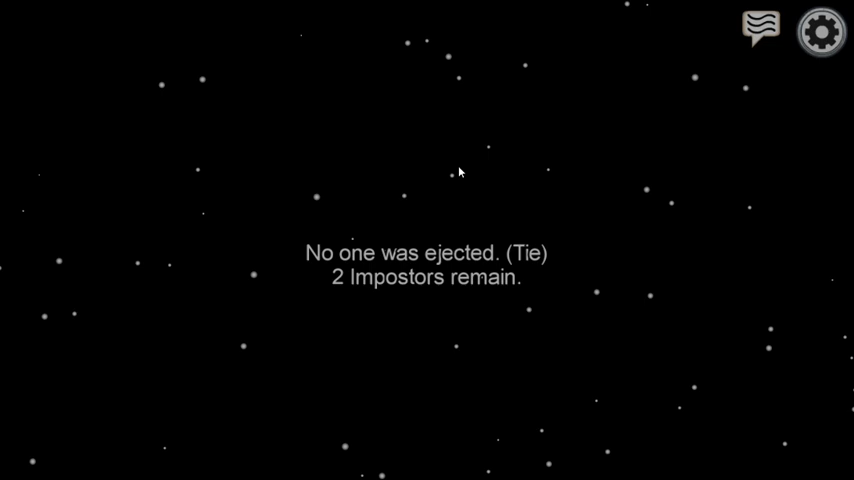 No one was ejected. (Tie)
2 Impostors remain.